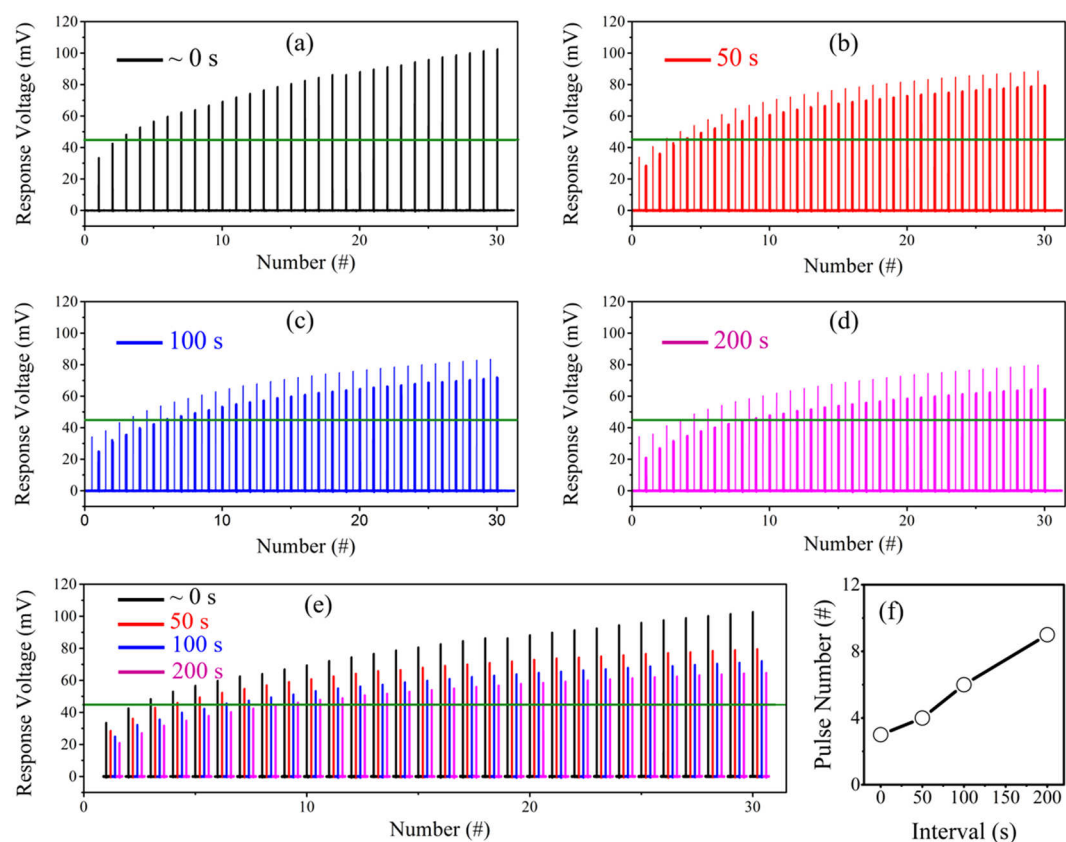 120
100
80
60
40
20
0
Response Voltage (mV)
~ 0 s
(a)
0
10
20
30
Number (#)
120
100
80
60
40
20
0
Response Voltage (mV)
50 s
(b)
0
10
20
30
Number (#)
120
100
80
60
40
20
0
Response Voltage (mV)
100 s
(c)
0
10
20
30
Number (#)
120
100
80
60
40
20
0
Response Voltage (mV)
200 s
(d)
0
10
20
30
Number (#)
120
100
80
60
40
20
0
Response Voltage (mV)
~ 0 s
50 s
100 s
200 s
(e)
0
10
20
30
Number (#)
12
8
4
0
Pulse Number (#)
(f)
0
50
100
150
200
Interval (s)